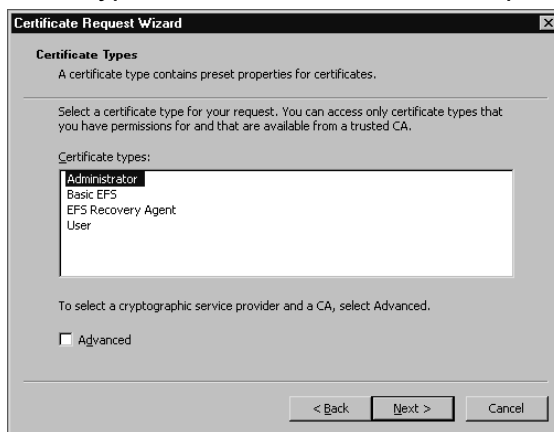 Certificate Request Wizard
Certificate Types
A certificate type contains preset properties for certificates.
Select a certificate type for your request. You can access only certificate types that
you have permissions for and that are available from a trusted CA.
Certificate types:
Administrator
Basic EFS
EFS Recovery Agent
User
To select a cryptographic service provider and a CA, select Advanced.
Advanced
< Back Next > Cancel